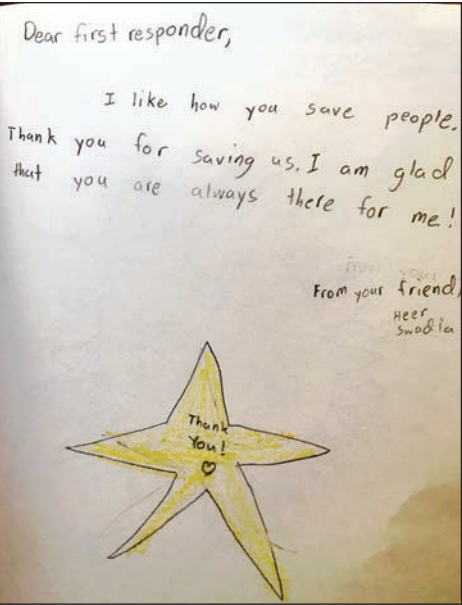 Dear first responder,
I like how you save people.
Thank you for saving us. I am glad
that you are always there for me!
From your friend,
Heer
Swadia
Thank
You!